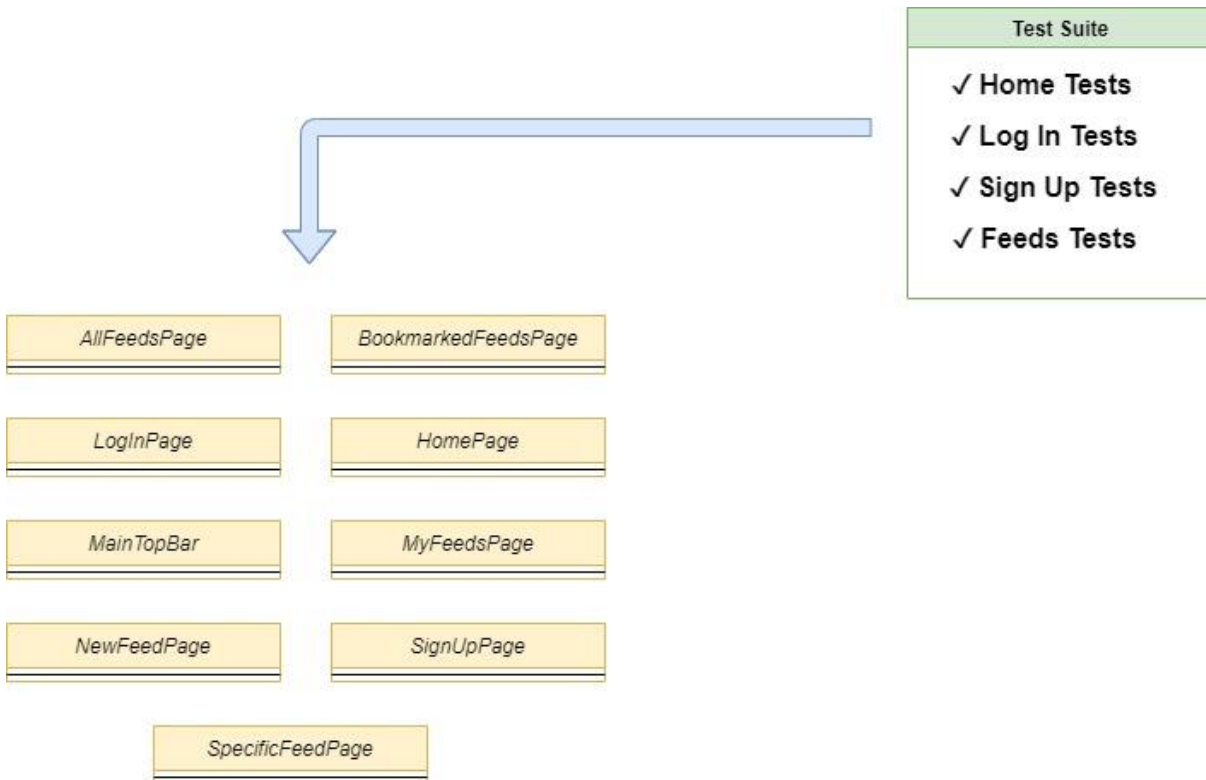 Test Suite
✓ Home Tests
✓ Log In Tests
✓ Sign Up Tests
✓ Feeds Tests
AllFeedsPage
BookmarkedFeedsPage
LogInPage
HomePage
MainTopBar
MyFeedsPage
NewFeedPage
SignUpPage
SpecificFeedPage